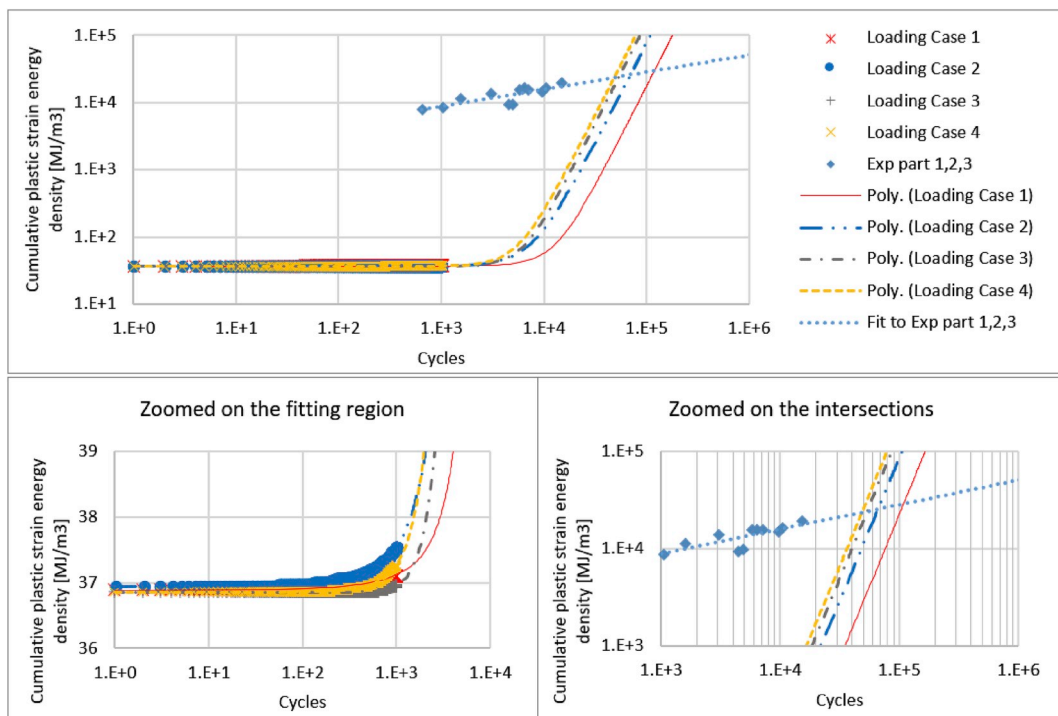 Cumulative plastic strain energy
density [MJ/m3]
1.E+5
1.E+4
1.E+3
1.E+2
1.E+1
1.E+0 1.E+1 1.E+2 1.E+3 1.E+4 1.E+5 1.E+6
Cycles
Loading Case 1
Loading Case 2
Loading Case 3
Loading Case 4
Exp part 1,2,3
Poly. (Loading Case 1)
Poly. (Loading Case 2)
Poly. (Loading Case 3)
Poly. (Loading Case 4)
Fit to Exp part 1,2,3
Zoomed on the fitting region
Cumulative plastic strain energy
density [MJ/m3]
39
38
37
36
1.E+0 1.E+1 1.E+2 1.E+3 1.E+4
Cycles
Zoomed on the intersections
Cumulative plastic strain energy
density [MJ/m3]
1.E+5
1.E+4
1.E+3
1.E+3 1.E+4 1.E+5 1.E+6
Cycles